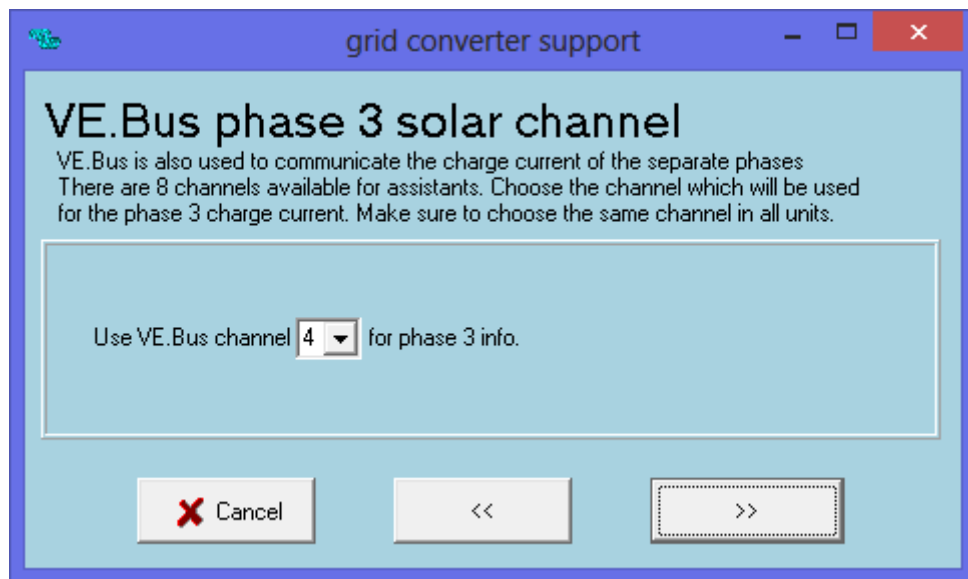 grid converter support
VE.Bus phase 3 solar channel
VE.Bus is also used to communicate the charge current of the separate phases
There are 8 channels available for assistants. Choose the channel which will be used
for the phase 3 charge current. Make sure to choose the same channel in all units.
Use VE.Bus channel 4 for phase 3 info.
Cancel << >>